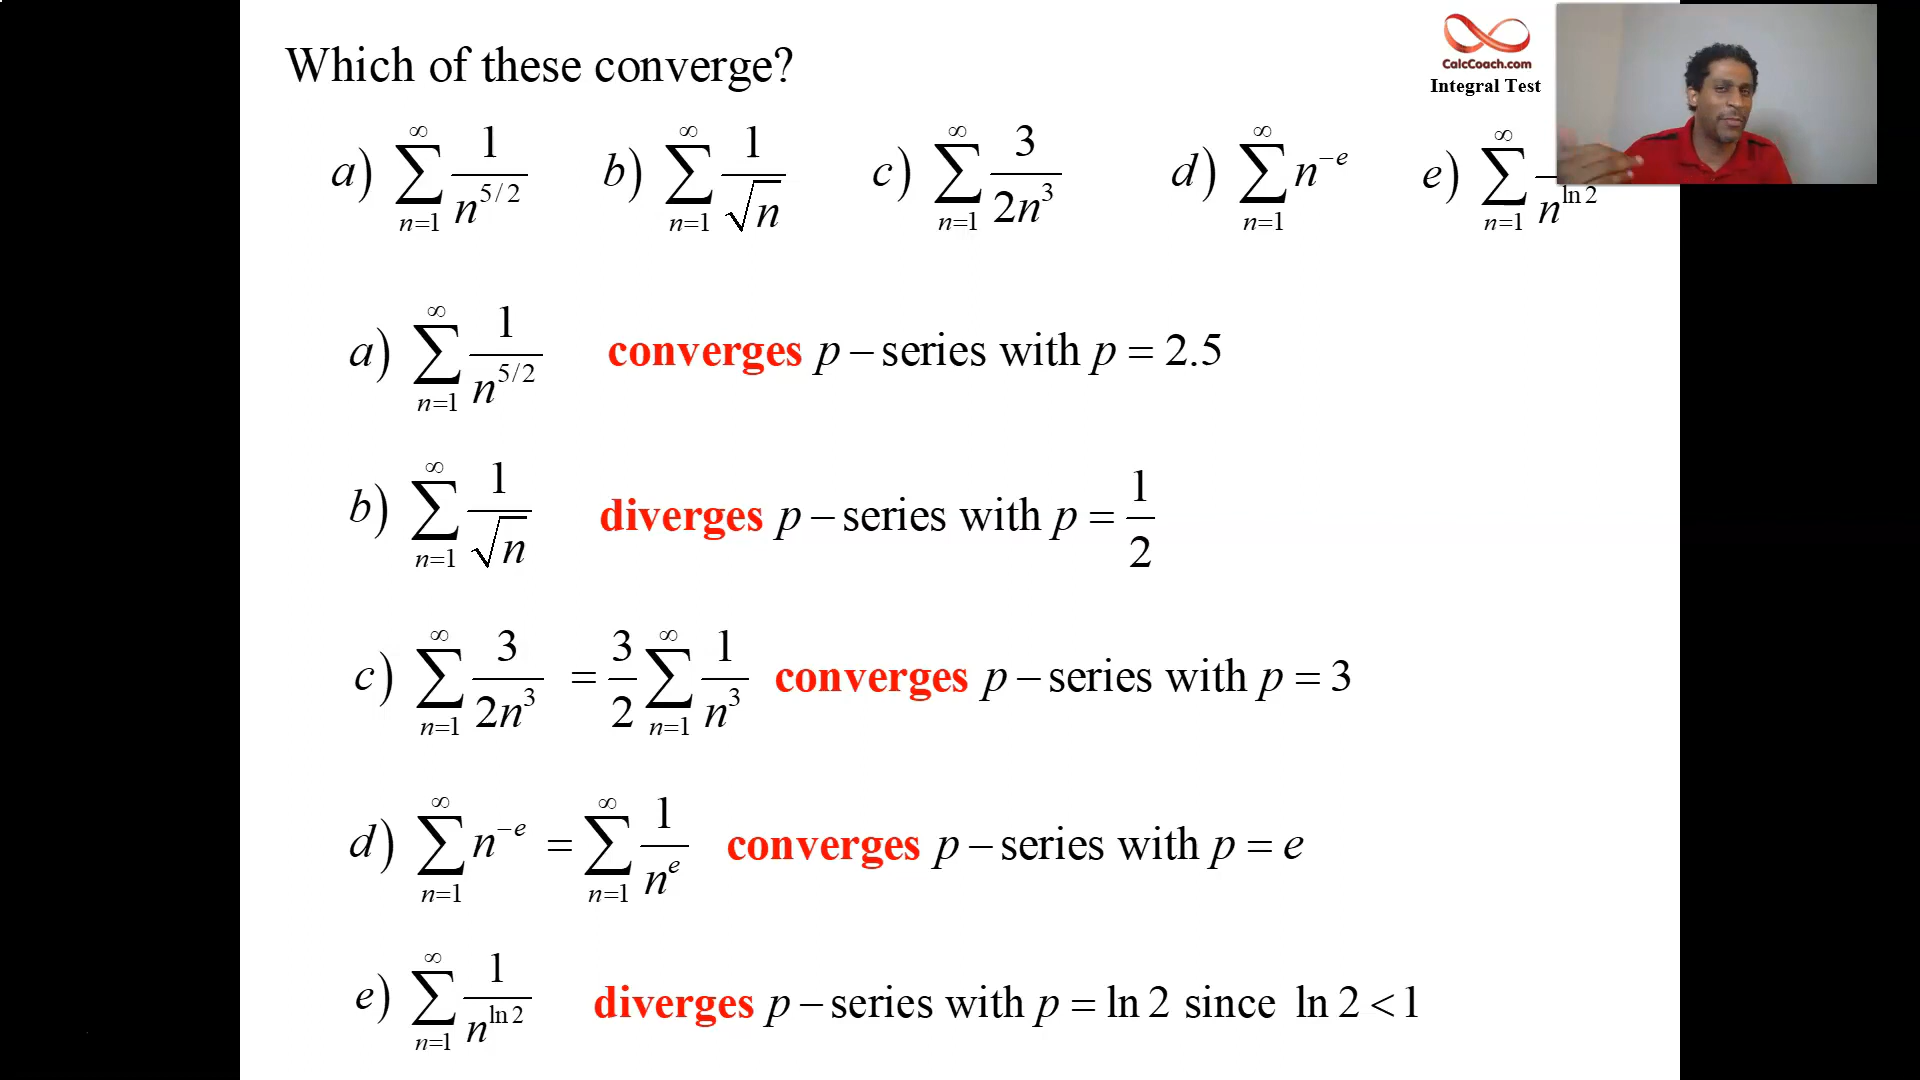 Which of these converge?
CalcCoach.com
Integral Test
a) ∑_{n=1}^{∞} 1/n^{5/2} b) ∑_{n=1}^{∞} 1/√n c) ∑_{n=1}^{∞} 3/2n^{3} d) ∑_{n=1}^{∞} n^{−e} e) ∑_{n=1}^{∞} /n^{ln 2}
a) ∑_{n=1}^{∞} 1/n^{5/2} converges p – series with p = 2.5
b) ∑_{n=1}^{∞} 1/√n diverges p – series with p = 1/2
c) ∑_{n=1}^{∞} 3/2n^{3} = 3/2 ∑_{n=1}^{∞} 1/n^{3} converges p – series with p = 3
d) ∑_{n=1}^{∞} n^{−e} = ∑_{n=1}^{∞} 1/n^{e} converges p – series with p = e
e) ∑_{n=1}^{∞} 1/n^{ln 2} diverges p – series with p = ln 2 since ln 2 < 1